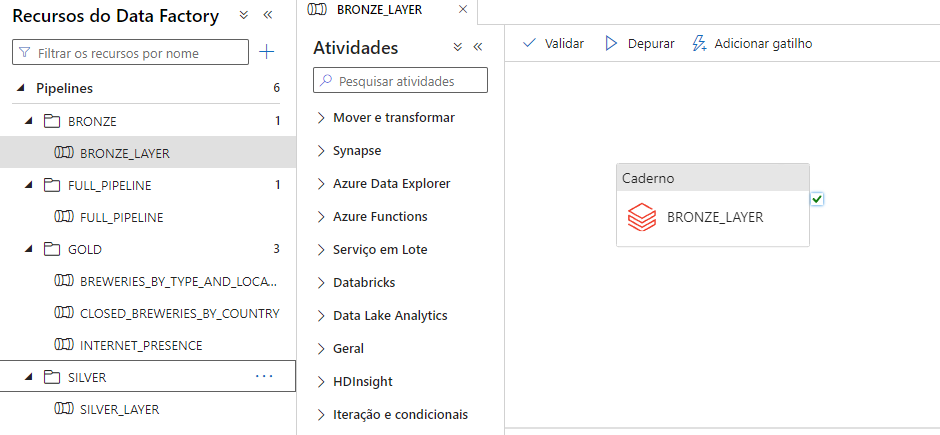 Recursos do Data Factory
Filtrar os recursos por nome
Pipelines 6
BRONZE 1
BRONZE_LAYER
FULL_PIPELINE 1
FULL_PIPELINE
GOLD 3
BREWERIES_BY_TYPE_AND_LOCA...
CLOSED_BREWERIES_BY_COUNTRY
INTERNET_PRESENCE
SILVER ...
SILVER_LAYER
BRONZE_LAYER
Atividades
Pesquisar atividades
Mover e transformar
Synapse
Azure Data Explorer
Azure Functions
Serviço em Lote
Databricks
Data Lake Analytics
Geral
HDInsight
Iteração e condicionais
Validar Depurar Adicionar gatilho
Caderno
BRONZE_LAYER